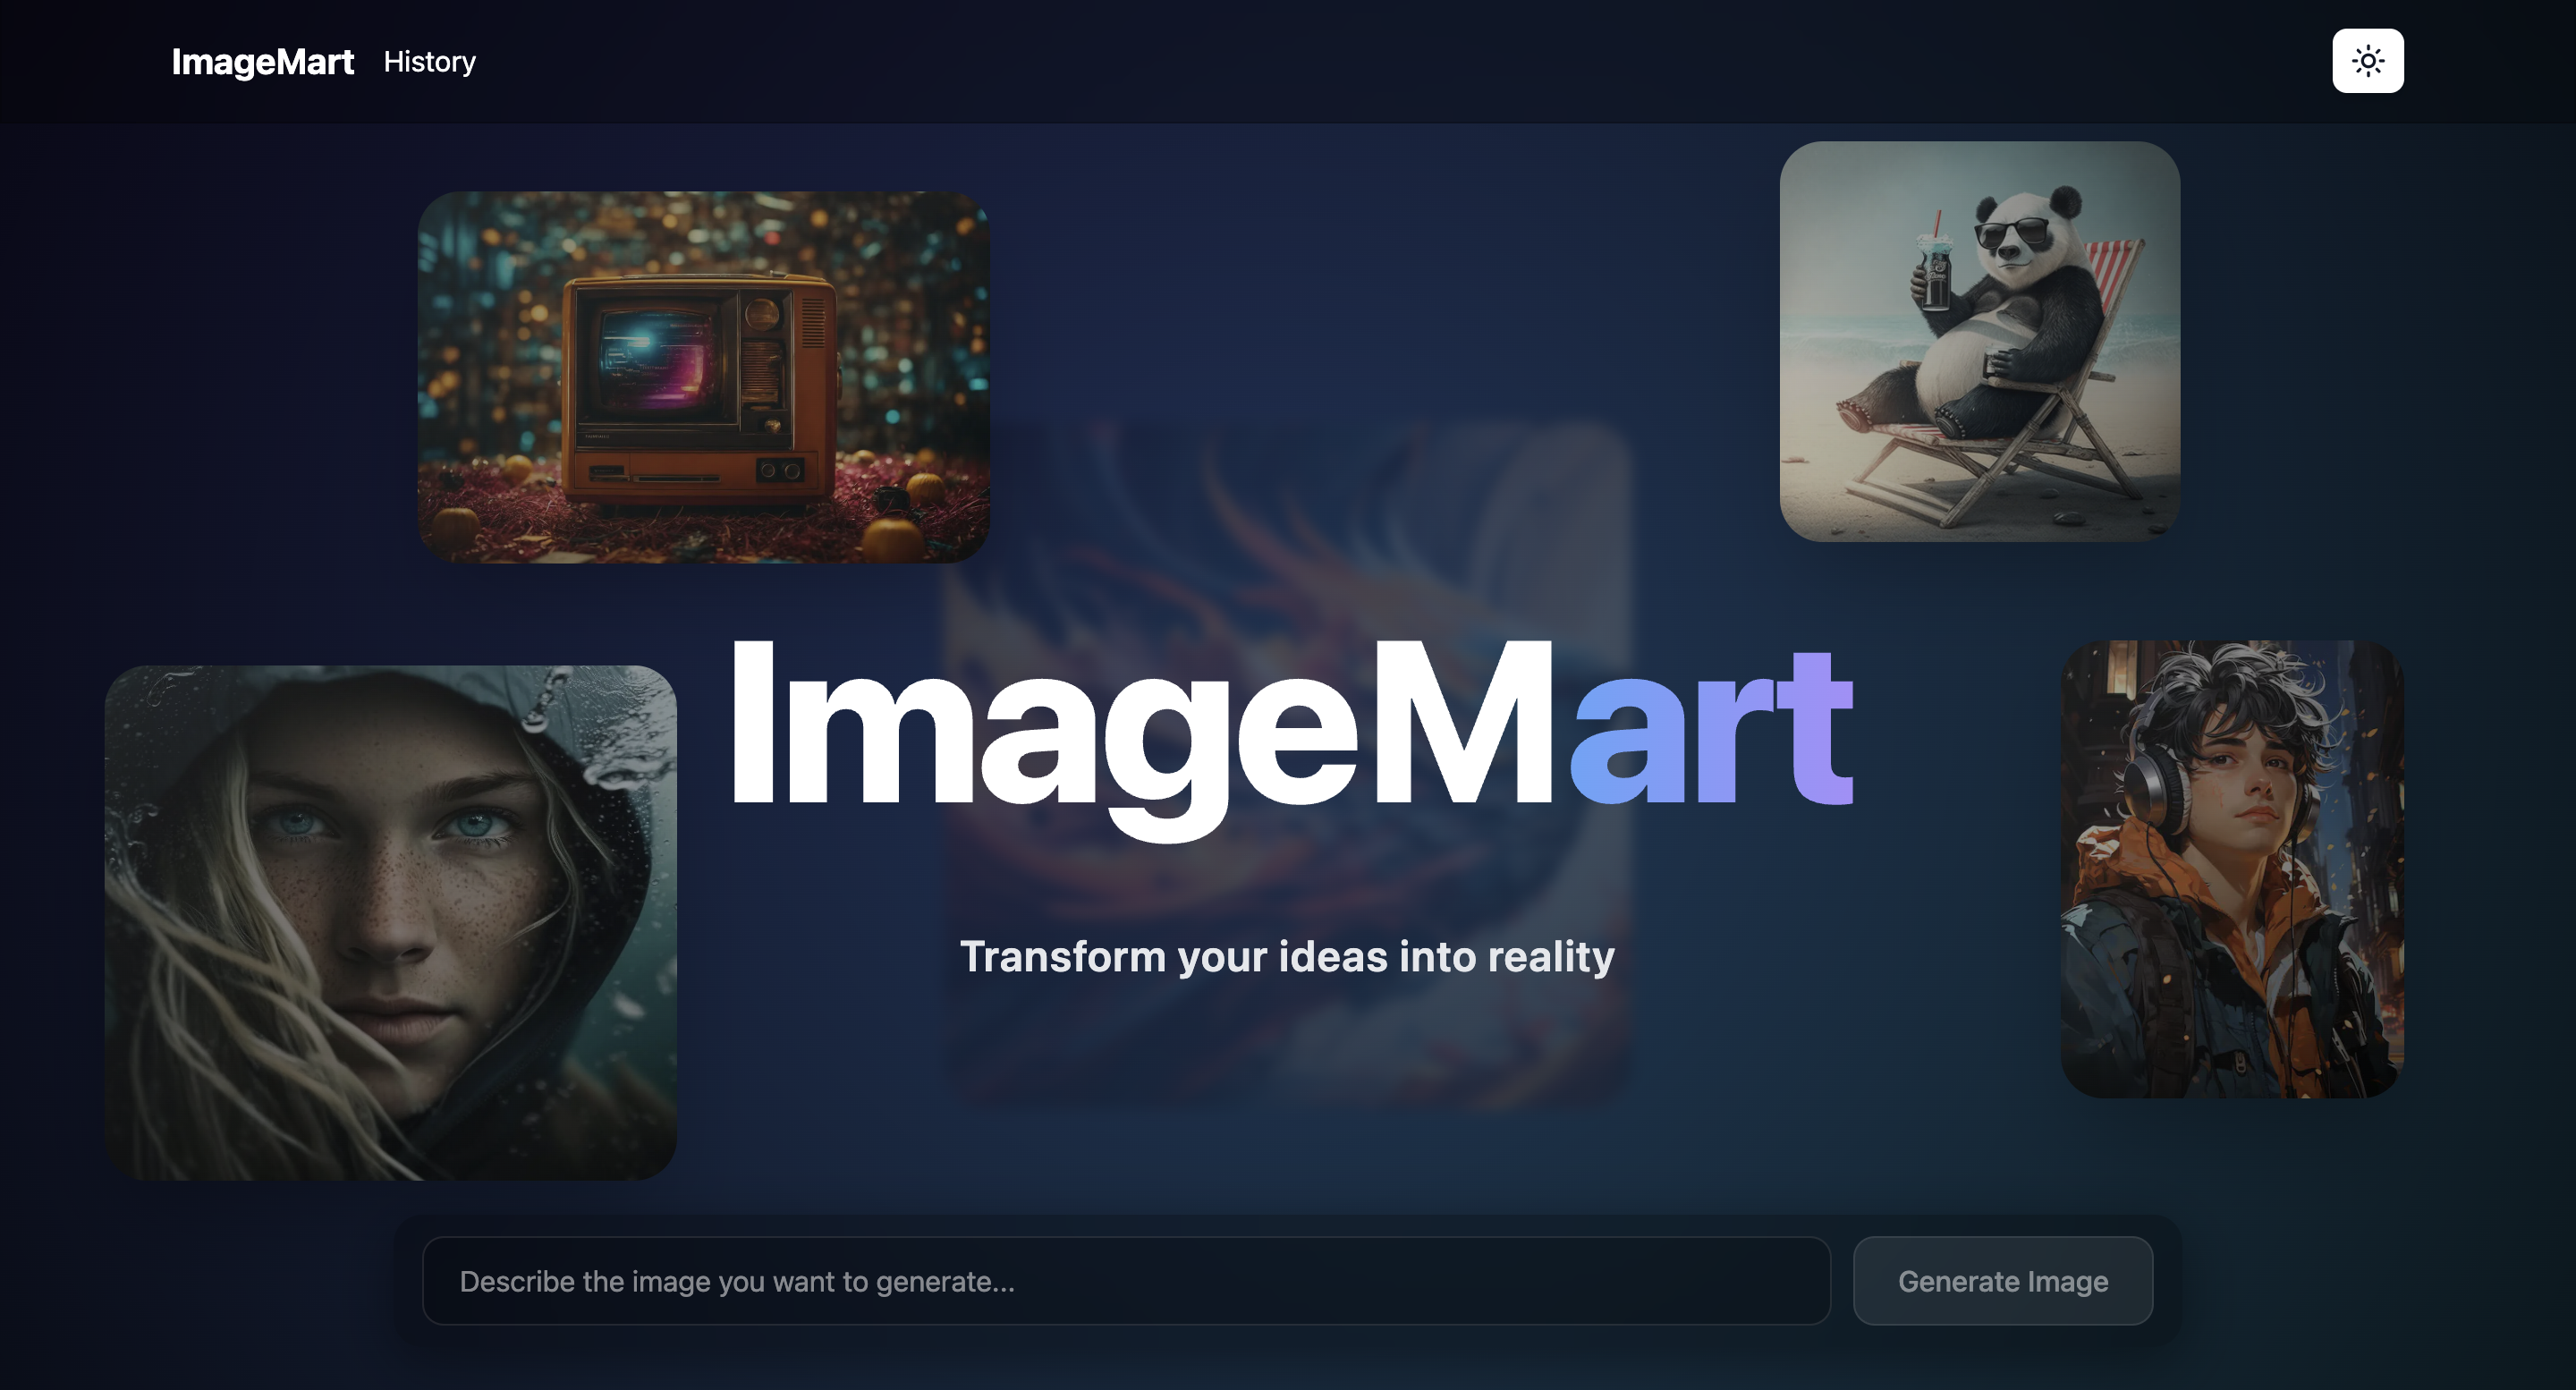 ImageMart History
ImageMart
Transform your ideas into reality
Describe the image you want to generate...
Generate Image